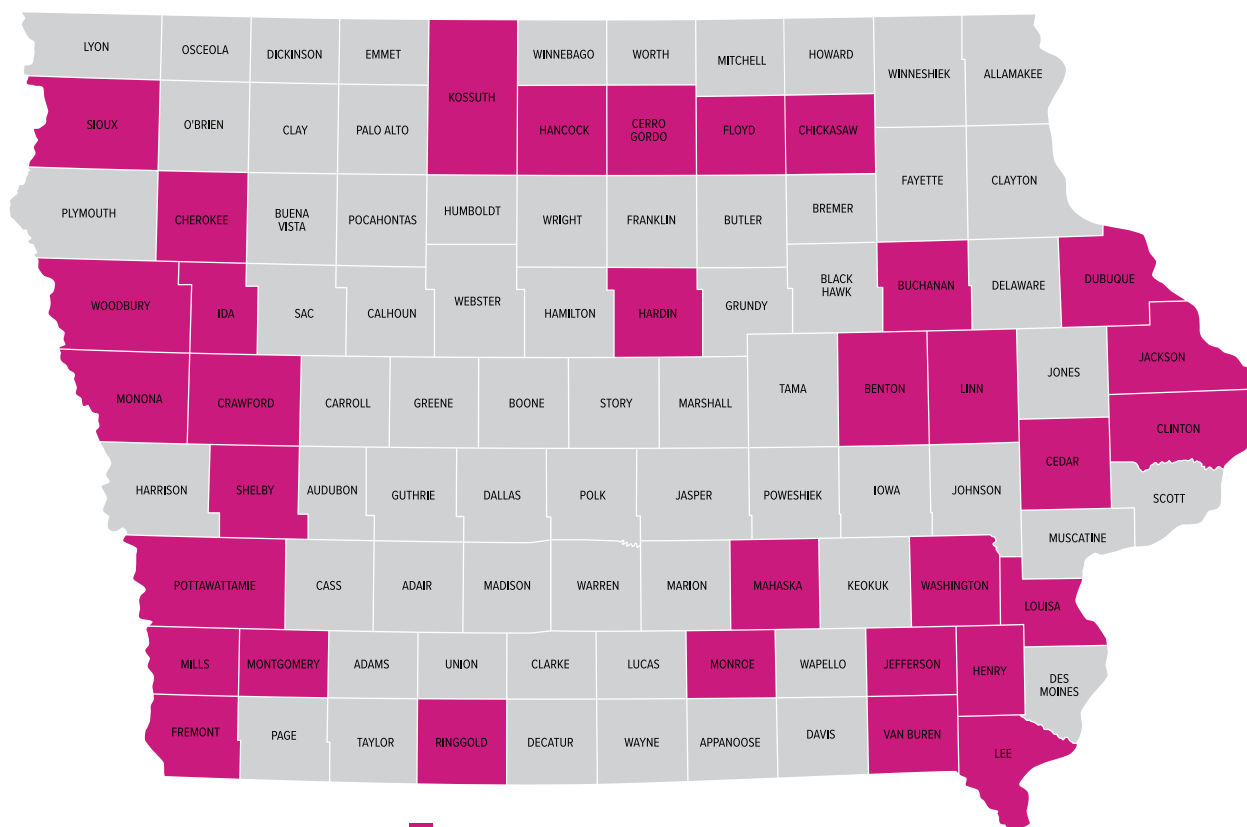 LYON
OSCEOLA
DICKINSON
EMMET
KOSSUTH
WINNEBAGO
WORTH
MITCHELL
HOWARD
WINNESHIEK
ALLAMAKEE
SIOUX
O'BRIEN
CLAY
PALO ALTO
HANCOCK
CERRO
GORDO
FLOYD
CHICKASAW
PLYMOUTH
CHEROKEE
BUENA
VISTA
POCAHONTAS
HUMBOLDT
WRIGHT
FRANKLIN
BUTLER
BREMER
FAYETTE
CLAYTON
WOODBURY
IDA
SAC
CALHOUN
WEBSTER
HAMILTON
HARDIN
GRUNDY
BLACK
HAWK
BUCHANAN
DELAWARE
DUBUQUE
MONONA
CRAWFORD
CARROLL
GREENE
BOONE
STORY
MARSHALL
TAMA
BENTON
LINN
JONES
JACKSON
CLINTON
HARRISON
SHELBY
AUDUBON
GUTHRIE
DALLAS
POLK
JASPER
POWESHIEK
IOWA
JOHNSON
CEDAR
SCOTT
MUSCATINE
POTTAWATTAMIE
CASS
ADAIR
MADISON
WARREN
MARION
MAHASKA
KEOKUK
WASHINGTON
LOUISA
MILLS
MONTGOMERY
ADAMS
UNION
CLARKE
LUCAS
MONROE
WAPELLO
JEFFERSON
HENRY
DES
MOINES
FREMONT
PAGE
TAYLOR
RINGGOLD
DECATUR
WAYNE
APPANOOSE
DAVIS
VAN BUREN
LEE